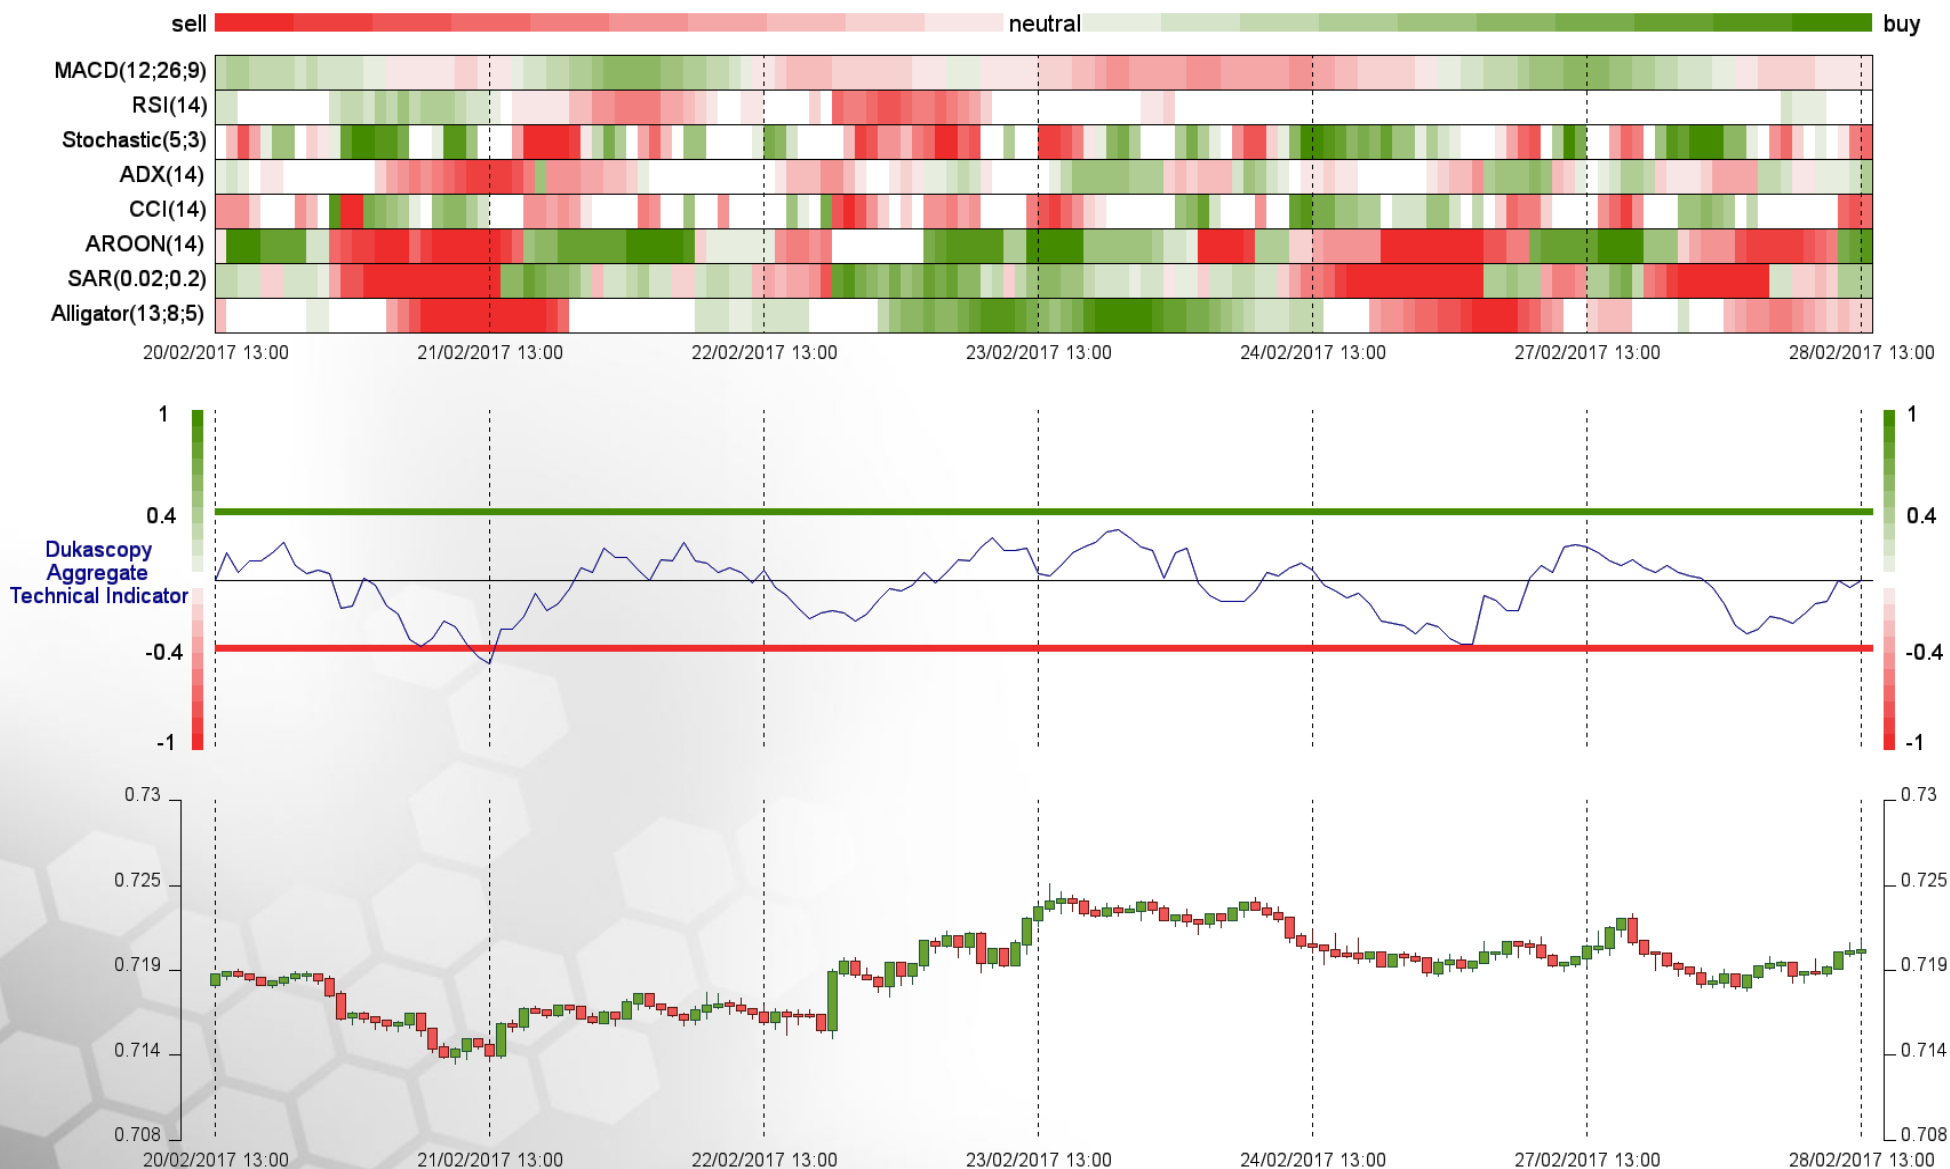 sell neutral buy
MACD(12;26;9)
RSI(14)
Stochastic(5;3)
ADX(14)
CCI(14)
AROON(14)
SAR(0.02;0.2)
Alligator(13;8;5)
20/02/2017 13:00 21/02/2017 13:00 22/02/2017 13:00 23/02/2017 13:00 24/02/2017 13:00 27/02/2017 13:00 28/02/2017 13:00
1 1
0.4 0.4
Dukascopy
Aggregate
Technical Indicator
-0.4 -0.4
-1 -1
0.73 0.73
0.725 0.725
0.719 0.719
0.714 0.714
0.708 0.708
20/02/2017 13:00 21/02/2017 13:00 22/02/2017 13:00 23/02/2017 13:00 24/02/2017 13:00 27/02/2017 13:00 28/02/2017 13:00